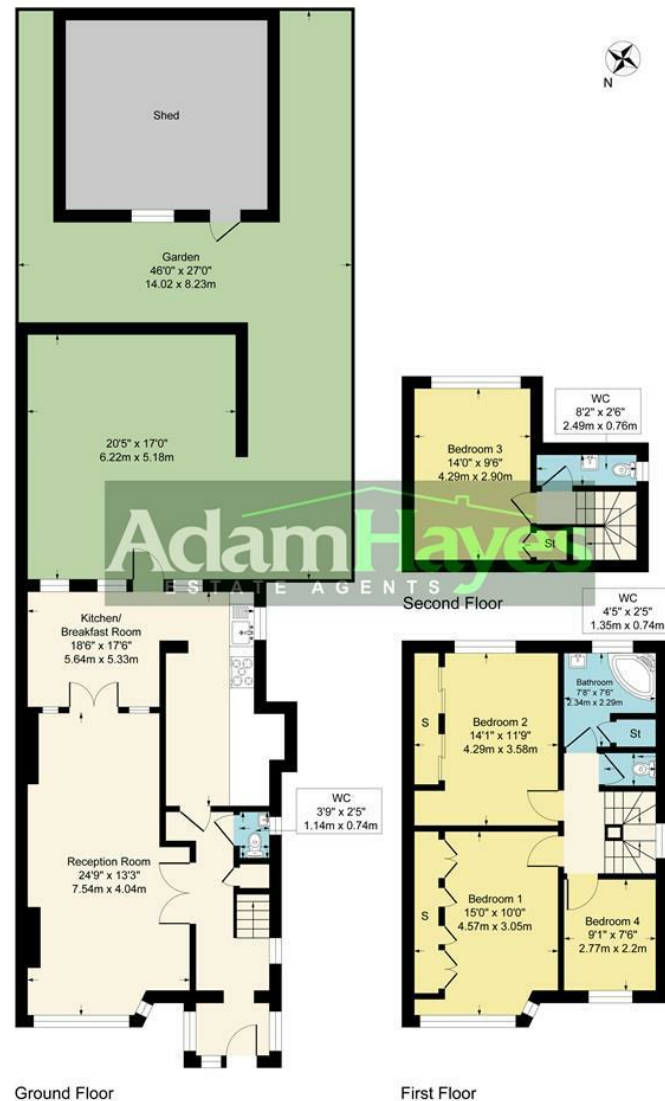 N
Shed
Garden
46'0" x 27'0"
14.02 x 8.23m
20'5" x 17'0"
6.22m x 5.18m
Kitchen/
Breakfast Room
18'6" x 17'6"
5.64m x 5.33m
Reception Room
24'9" x 13'3"
7.54m x 4.04m
WC
3'9" x 2'5"
1.14m x 0.74m
Ground Floor
WC
8'2" x 2'6"
2.49m x 0.76m
Bedroom 3
14'0" x 9'6"
4.29m x 2.90m
St
Second Floor
AdamHayes
ESTATE AGENTS
WC
4'5" x 2'5"
1.35m x 0.74m
Bathroom
7'8" x 7'6"
2.34m x 2.29m
St
S
Bedroom 2
14'1" x 11'9"
4.29m x 3.58m
S
Bedroom 1
15'0" x 10'0"
4.57m x 3.05m
Bedroom 4
9'1" x 7'6"
2.77m x 2.2m
First Floor